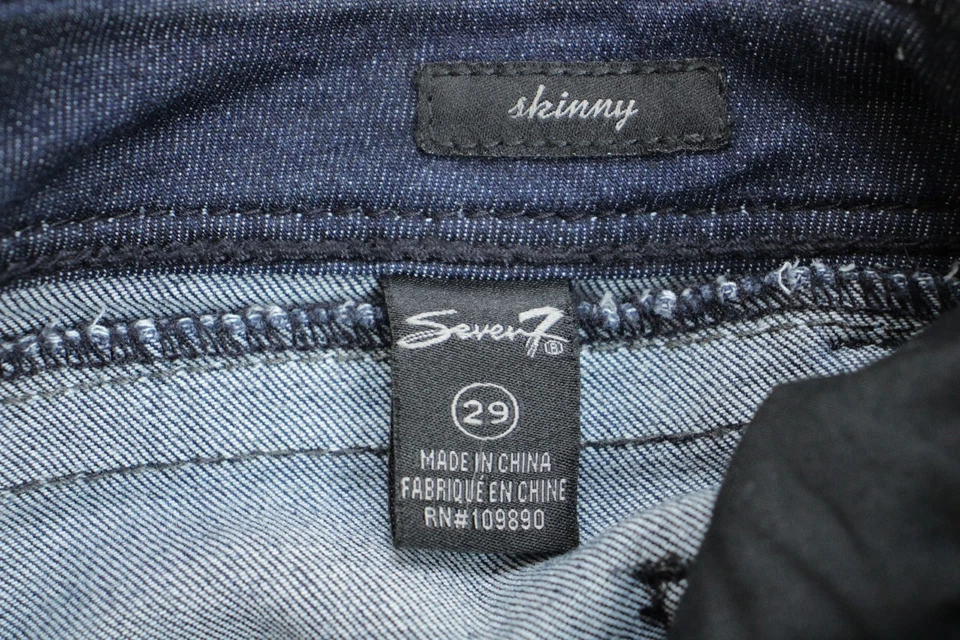 skinny
Seven7®
29
MADE IN CHINA
FABRIQUÉ EN CHINE
RN#109890